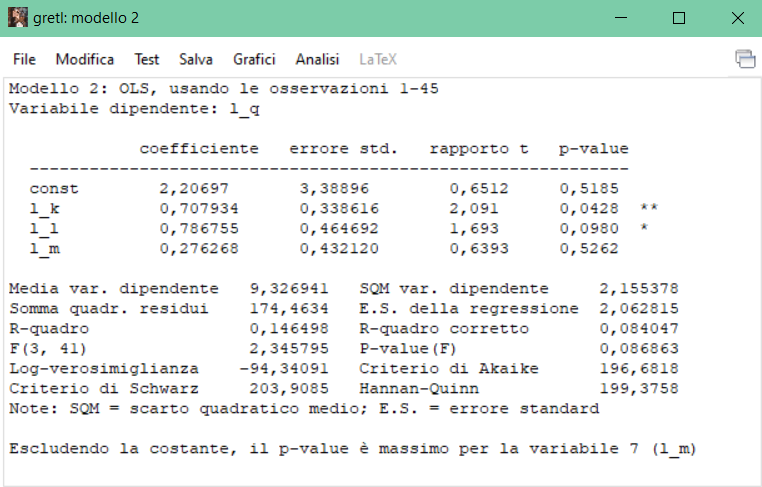 gretl: modello 2
File Modifica Test Salva Grafici Analisi LaTeX
Modello 2: OLS, usando le osservazioni 1-45
Variabile dipendente: l_q
coefficiente errore std. rapporto t p-value
---------------------------------------------------------------
const 2,20697 3,38896 0,6512 0,5185
l_k 0,707934 0,338616 2,091 0,0428 **
l_l 0,786755 0,464692 1,693 0,0980 *
l_m 0,276268 0,432120 0,6393 0,5262
Media var. dipendente 9,326941 SQM var. dipendente 2,155378
Somma quadr. residui 174,4634 E.S. della regressione 2,062815
R-quadro 0,146498 R-quadro corretto 0,084047
F(3, 41) 2,345795 P-value(F) 0,086863
Log-verosimiglianza -94,34091 Criterio di Akaike 196,6818
Criterio di Schwarz 203,9085 Hannan-Quinn 199,3758
Note: SQM = scarto quadratico medio; E.S. = errore standard
Escludendo la costante, il p-value è massimo per la variabile 7 (l_m)